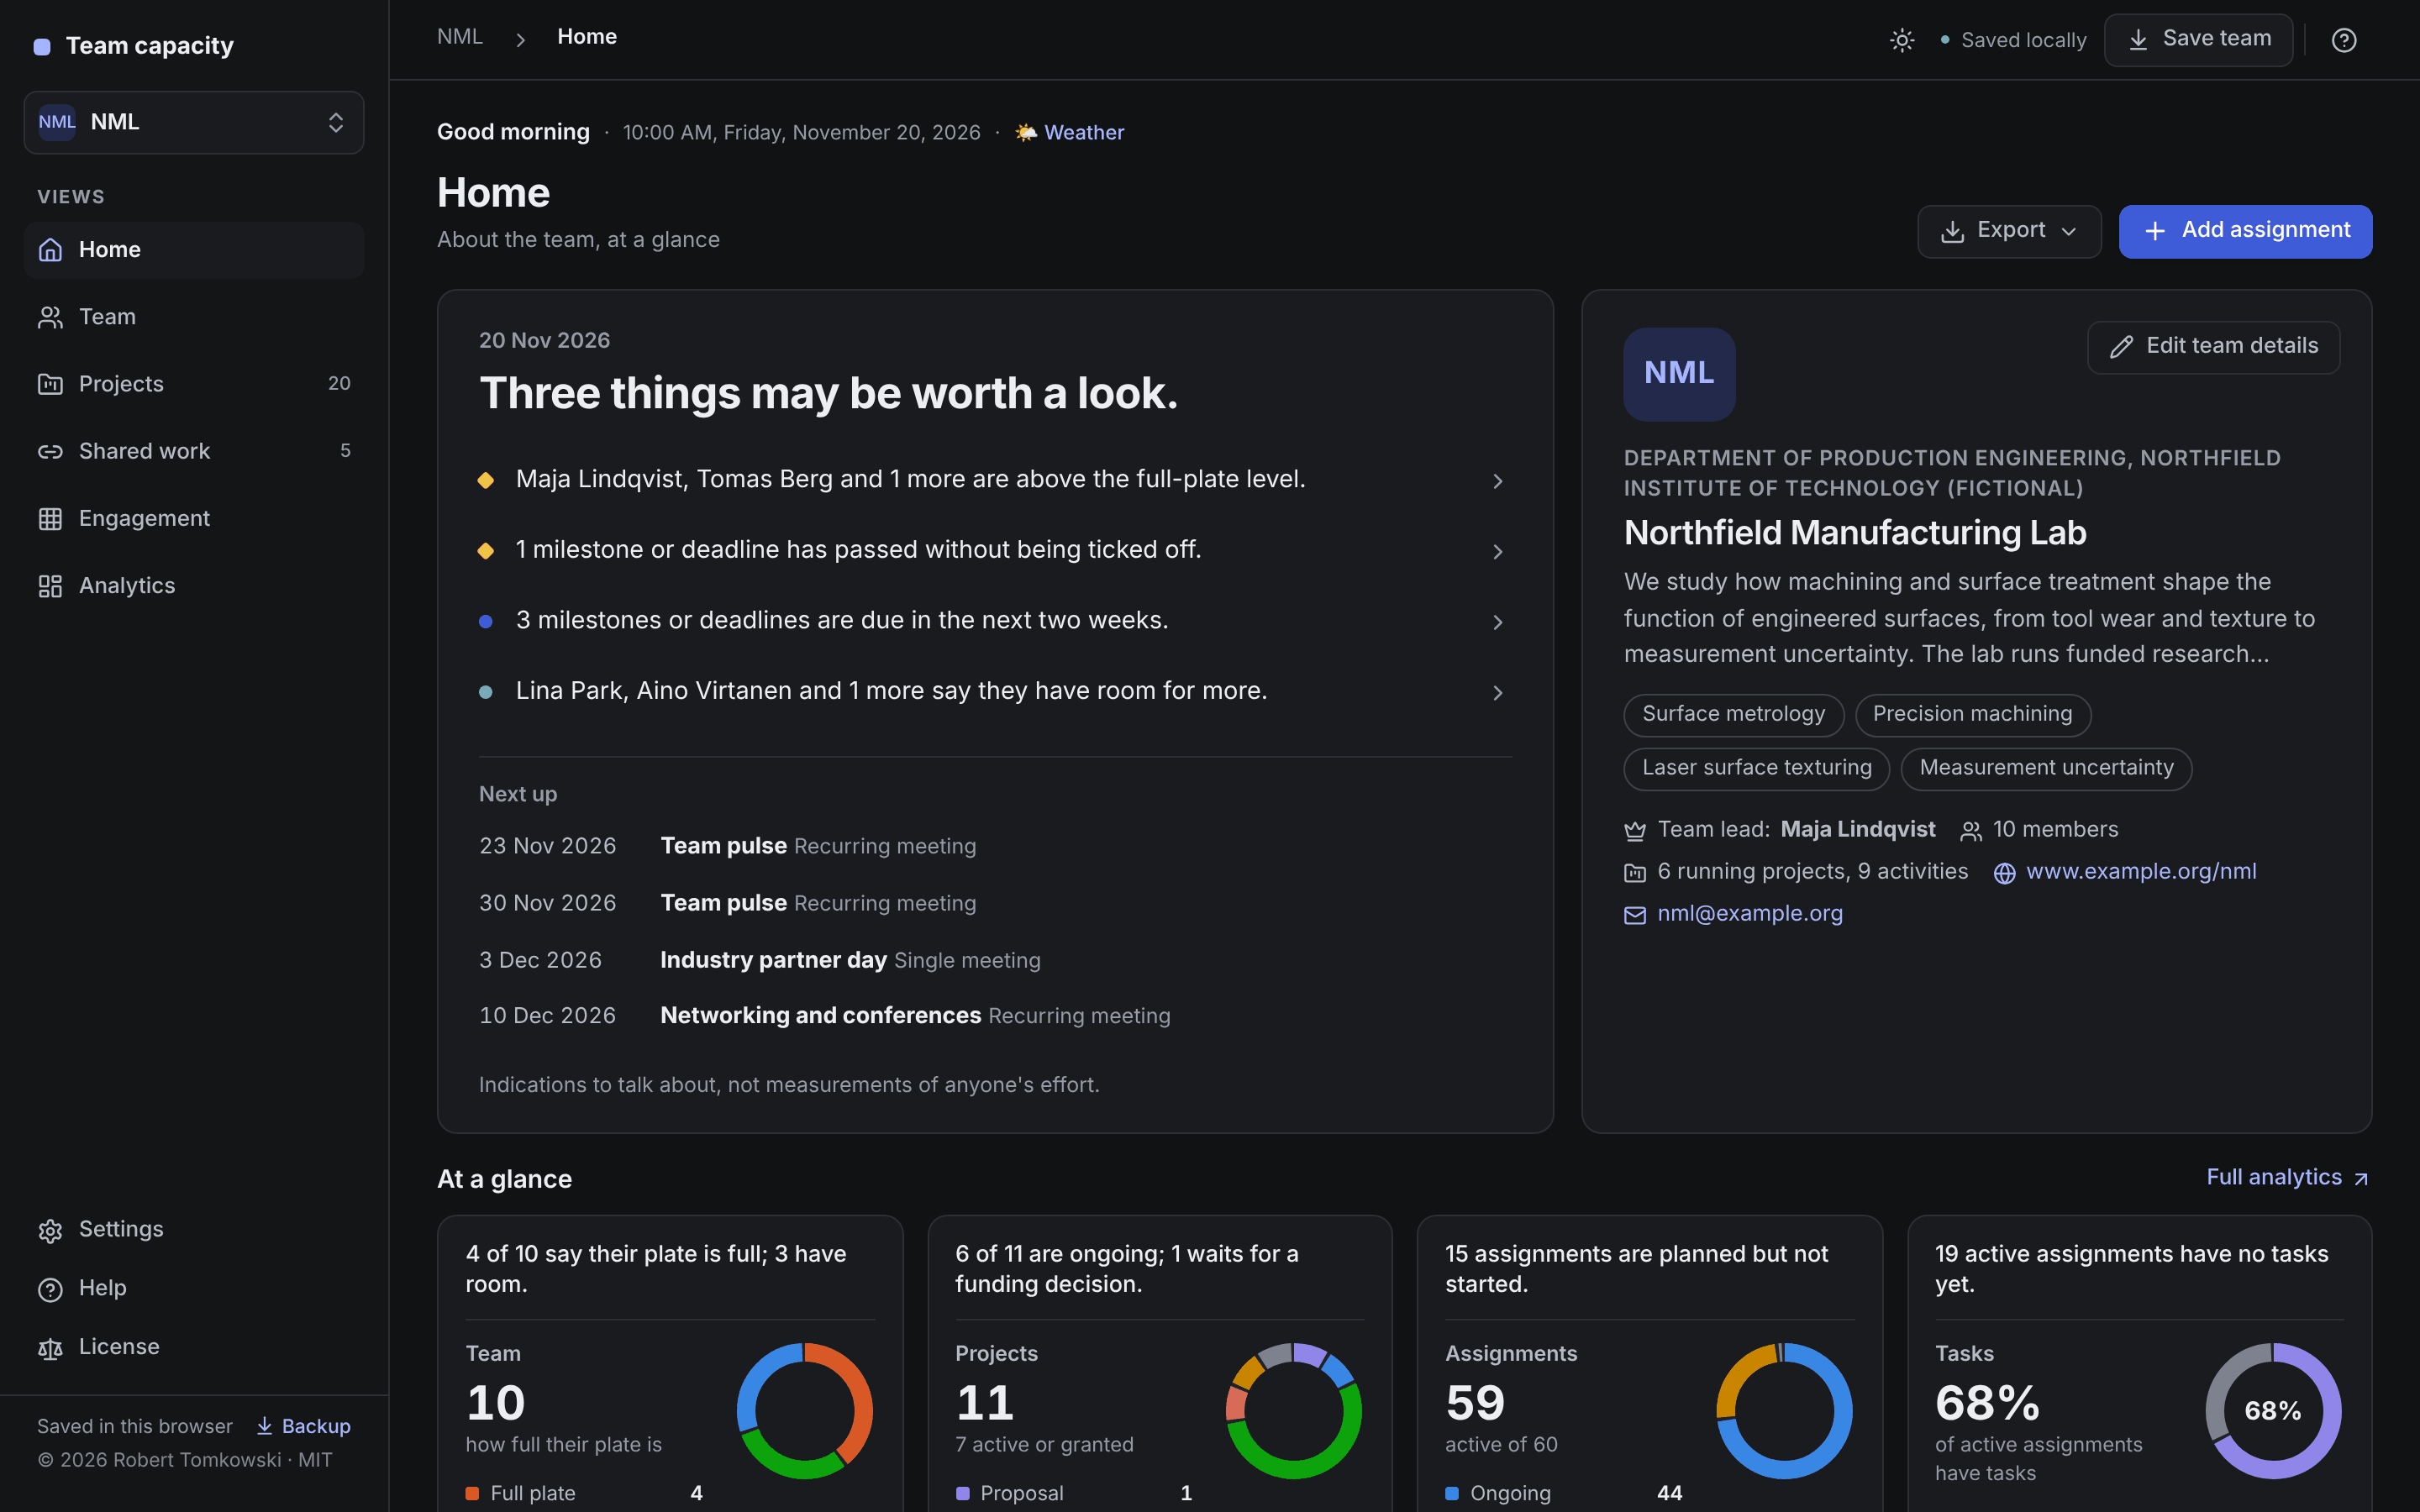 Team capacity
NML NML
VIEWS
Home
Team
Projects 20
Shared work 5
Engagement
Analytics
Settings
Help
License
Saved in this browser Backup
© 2026 Robert Tomkowski · MIT
NML > Home
Saved locally Save team
Good morning · 10:00 AM, Friday, November 20, 2026 · Weather
Home
About the team, at a glance
Export Add assignment
20 Nov 2026
Three things may be worth a look.
Maja Lindqvist, Tomas Berg and 1 more are above the full-plate level.
1 milestone or deadline has passed without being ticked off.
3 milestones or deadlines are due in the next two weeks.
Lina Park, Aino Virtanen and 1 more say they have room for more.
Next up
23 Nov 2026 Team pulse Recurring meeting
30 Nov 2026 Team pulse Recurring meeting
3 Dec 2026 Industry partner day Single meeting
10 Dec 2026 Networking and conferences Recurring meeting
Indications to talk about, not measurements of anyone's effort.
NML
Edit team details
DEPARTMENT OF PRODUCTION ENGINEERING, NORTHFIELD
INSTITUTE OF TECHNOLOGY (FICTIONAL)
Northfield Manufacturing Lab
We study how machining and surface treatment shape the
function of engineered surfaces, from tool wear and texture to
measurement uncertainty. The lab runs funded research...
Surface metrology Precision machining
Laser surface texturing Measurement uncertainty
Team lead: Maja Lindqvist 10 members
6 running projects, 9 activities www.example.org/nml
nml@example.org
At a glance
Full analytics
4 of 10 say their plate is full; 3 have
room.
Team
10
how full their plate is
Full plate 4
6 of 11 are ongoing; 1 waits for a
funding decision.
Projects
11
7 active or granted
Proposal 1
15 assignments are planned but not
started.
Assignments
59
active of 60
Ongoing 44
19 active assignments have no tasks
yet.
Tasks
68%
68%
of active assignments
have tasks